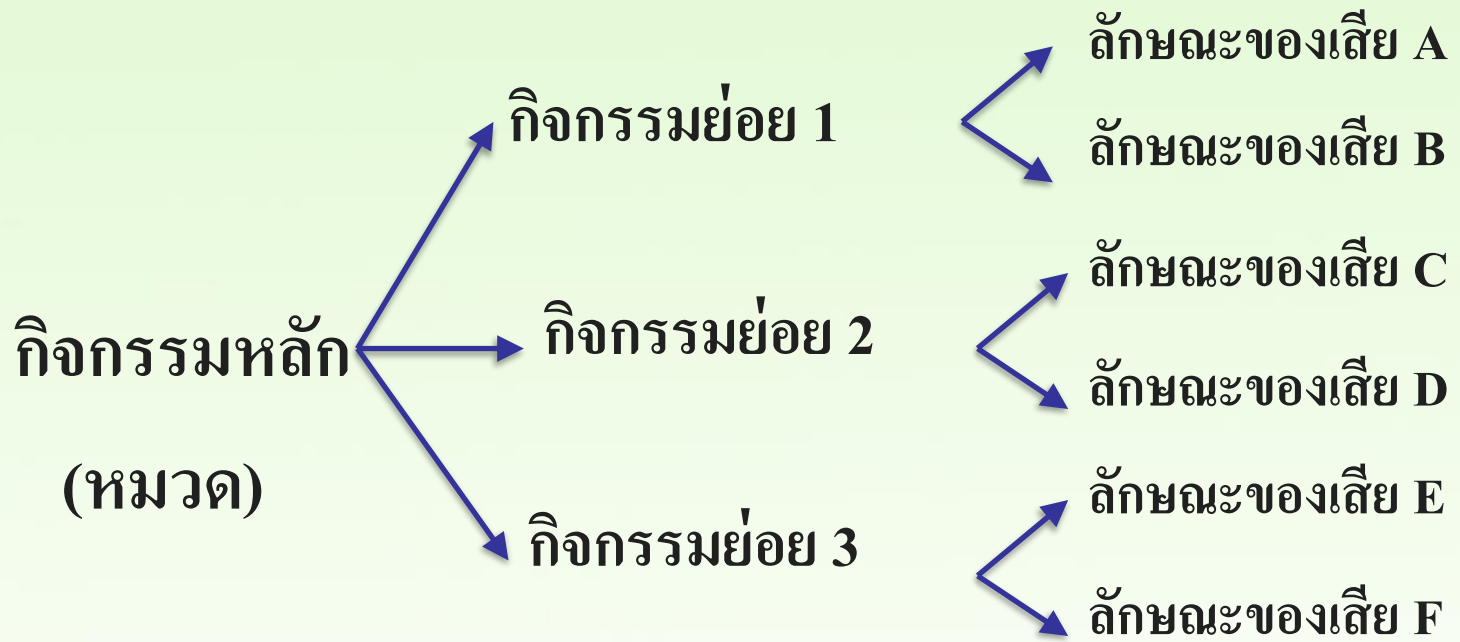 กิจกรรมหลัก
(หมวด)
กิจกรรมย่อย 1
ลักษณะของเสีย A
ลักษณะของเสีย B
กิจกรรมย่อย 2
ลักษณะของเสีย C
ลักษณะของเสีย D
กิจกรรมย่อย 3
ลักษณะของเสีย E
ลักษณะของเสีย F